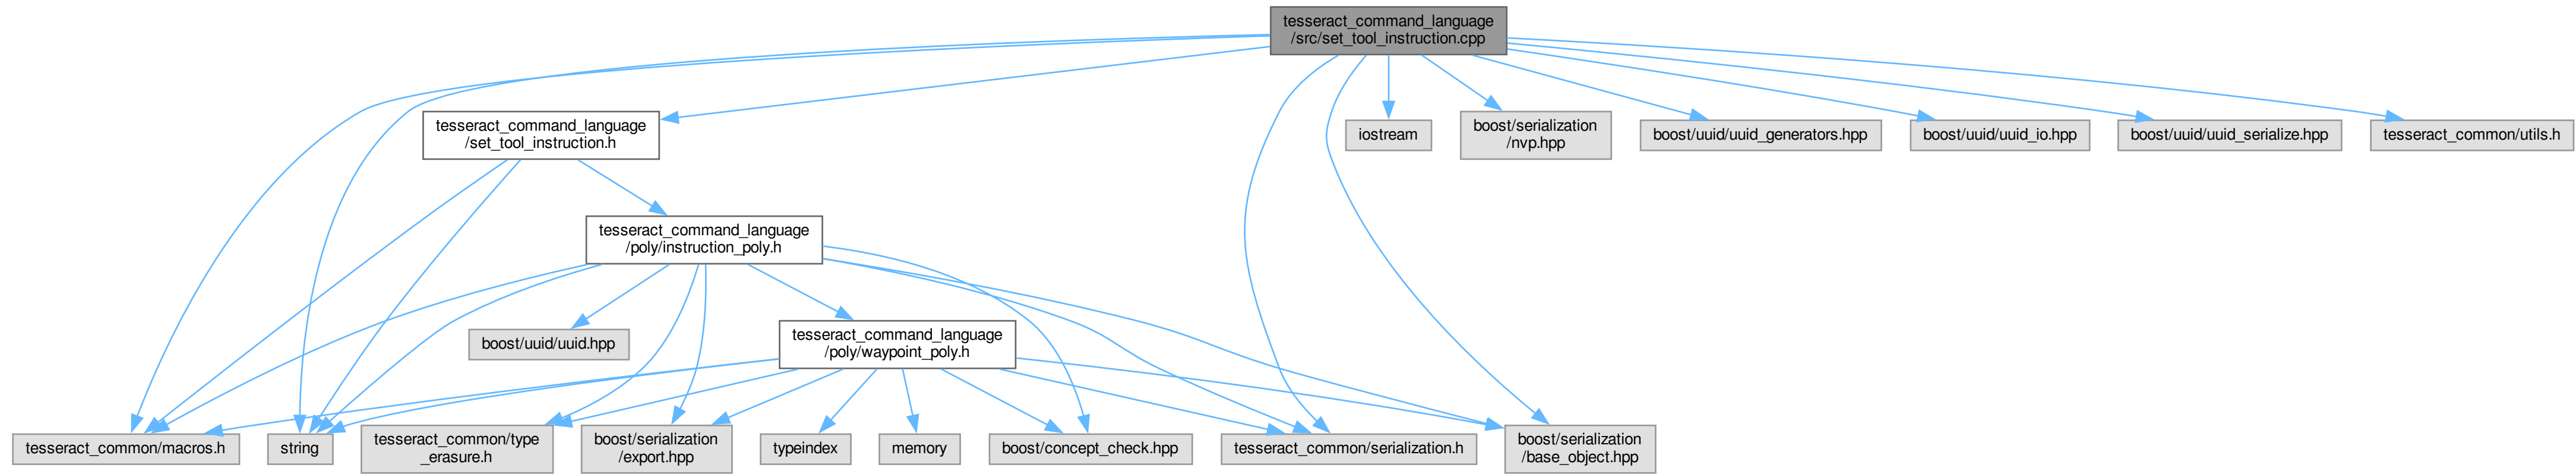 tesseract_command_language
/src/set_tool_instruction.cpp
tesseract_command_language
/set_tool_instruction.h
iostream
boost/serialization
/nvp.hpp
boost/uuid/uuid_generators.hpp
boost/uuid/uuid_io.hpp
boost/uuid/uuid_serialize.hpp
tesseract_common/utils.h
tesseract_command_language
/poly/instruction_poly.h
boost/uuid/uuid.hpp
tesseract_command_language
/poly/waypoint_poly.h
tesseract_common/macros.h
string
tesseract_common/type
_erasure.h
boost/serialization
/export.hpp
typeindex
memory
boost/concept_check.hpp
tesseract_common/serialization.h
boost/serialization
/base_object.hpp